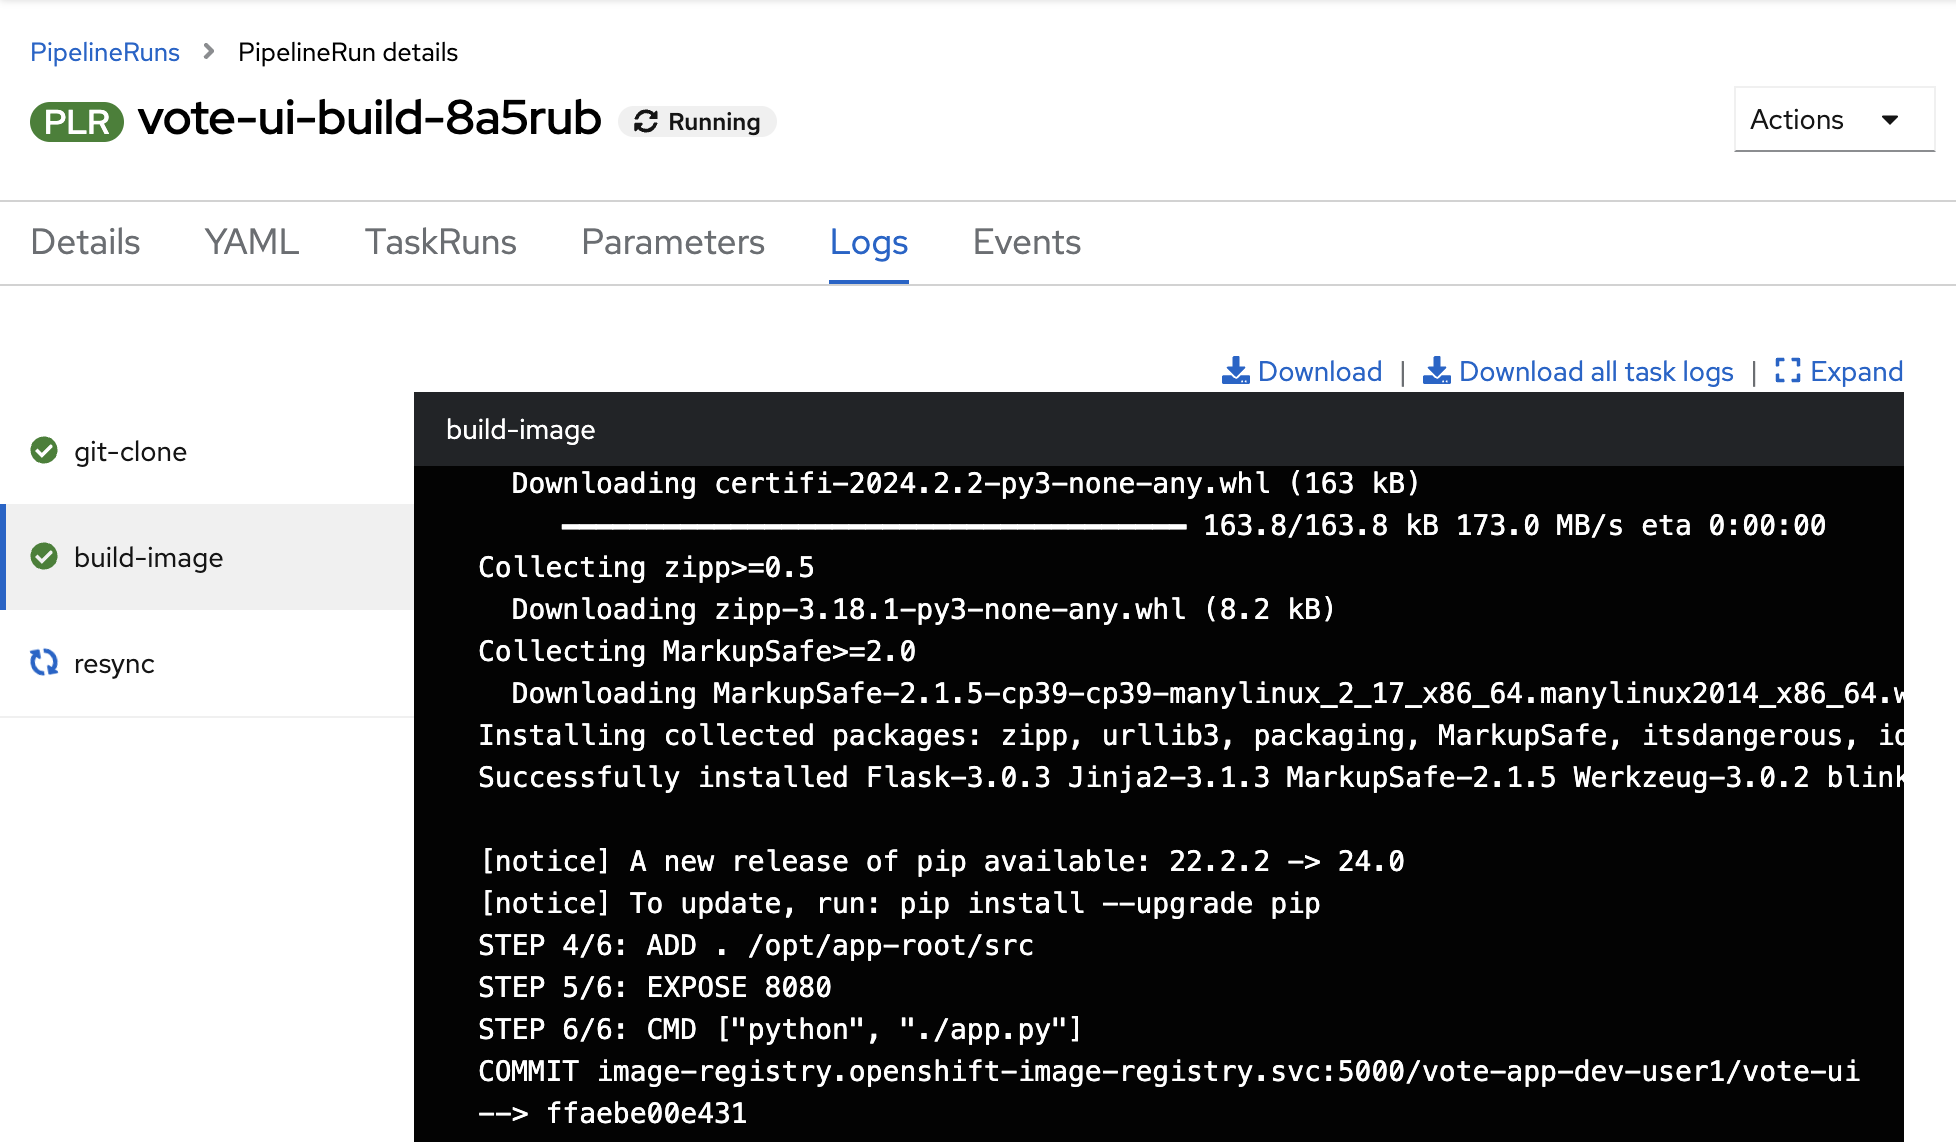 PipelineRuns > PipelineRun details
PLR vote-ui-build-8a5rub Running
Actions
Details YAML TaskRuns Parameters Logs Events
Download | Download all task logs | Expand
git-clone
build-image
resync
build-image
Downloading certifi-2024.2.2-py3-none-any.whl (163 kB)
━━━━━━━━━━━━━━━━━━━━━━━━━━━━━━━━━━━━━ 163.8/163.8 kB 173.0 MB/s eta 0:00:00
Collecting zipp>=0.5
Downloading zipp-3.18.1-py3-none-any.whl (8.2 kB)
Collecting MarkupSafe>=2.0
Downloading MarkupSafe-2.1.5-cp39-cp39-manylinux_2_17_x86_64.manylinux2014_x86_64.w
Installing collected packages: zipp, urllib3, packaging, MarkupSafe, itsdangerous, id
Successfully installed Flask-3.0.3 Jinja2-3.1.3 MarkupSafe-2.1.5 Werkzeug-3.0.2 blink
[notice] A new release of pip available: 22.2.2 -> 24.0
[notice] To update, run: pip install --upgrade pip
STEP 4/6: ADD . /opt/app-root/src
STEP 5/6: EXPOSE 8080
STEP 6/6: CMD ["python", "./app.py"]
COMMIT image-registry.openshift-image-registry.svc:5000/vote-app-dev-user1/vote-ui
--> ffaebe00e431